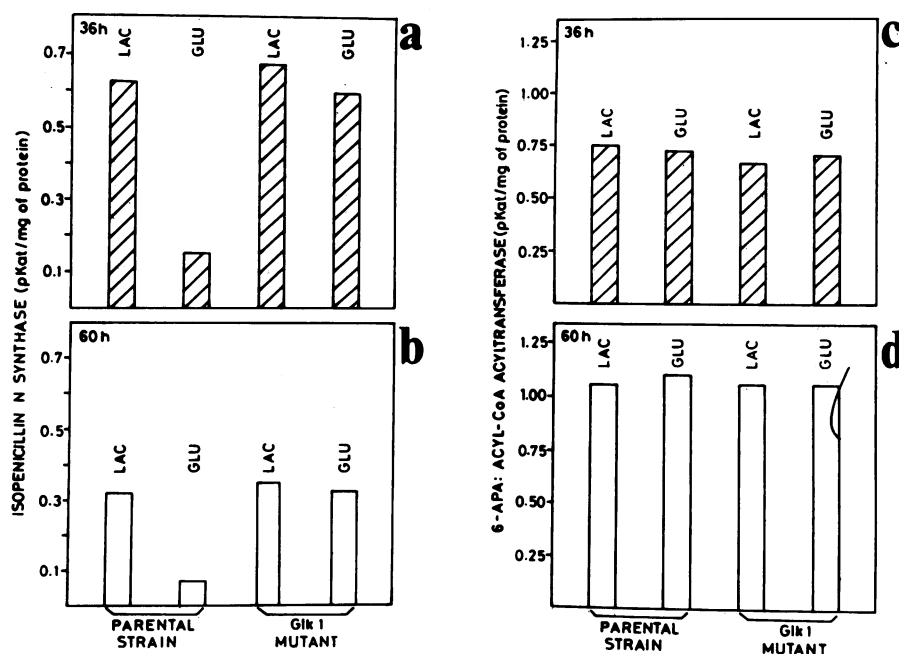 36h
a
LAC
GLU
LAC
GLU
0.7
0.5
0.3
0.1
60h
b
LAC
GLU
LAC
GLU
0.7
0.5
0.3
0.1
ISOPENICILLIN N SYNTHASE (pKat/mg of protein)
PARENTAL
STRAIN
Glk 1
MUTANT
36h
c
LAC
GLU
LAC
GLU
1.25
1.00
0.75
0.50
0.25
60h
d
LAC
GLU
LAC
GLU
1.25
1.00
0.75
0.50
0.25
6-APA: ACYL-CoA ACYLTRANSFERASE (pKat/mg of protein)
PARENTAL
STRAIN
Glk1
MUTANT